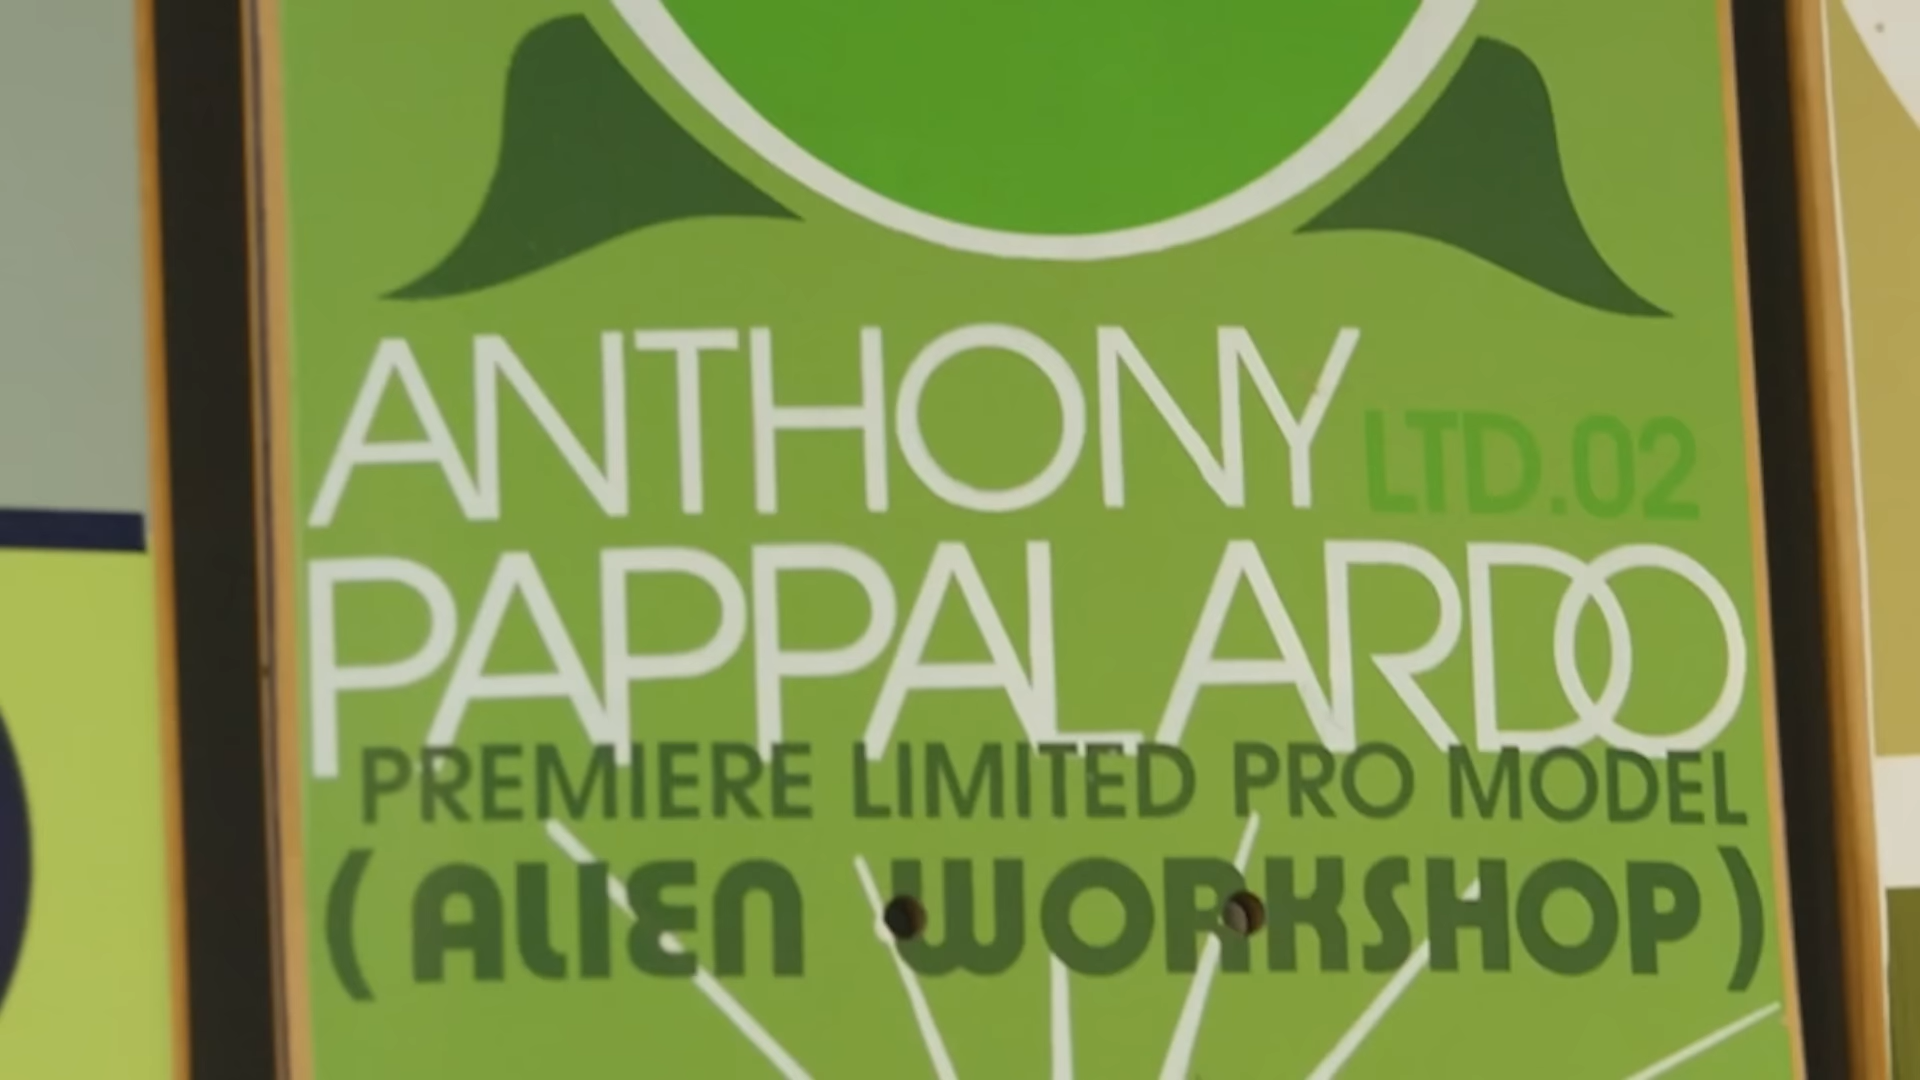 ANTHONY LTD.02
PAPPALARDO
PREMIERE LIMITED PRO MODEL
(ALIEN WORKSHOP)